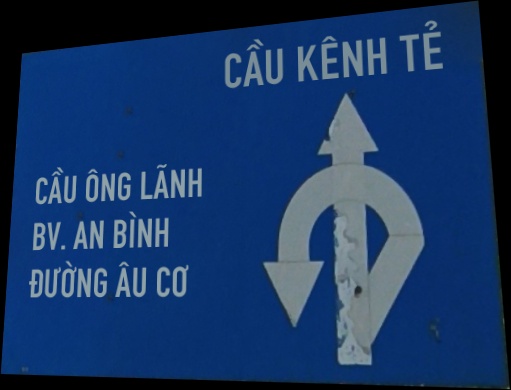 CẦU KÊNH TẺ
CẦU ÔNG LÃNH
BV. AN BÌNH
ĐƯỜNG ÂU CƠ